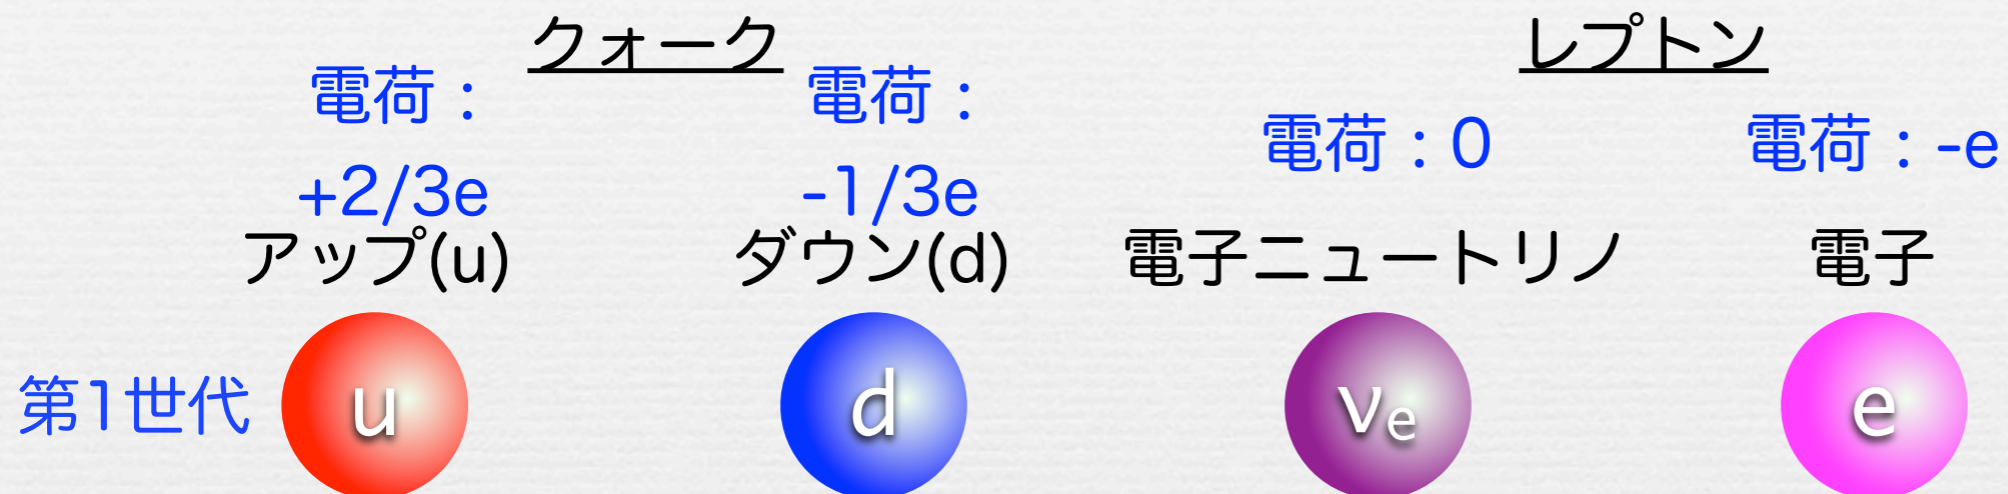 クォーク
レプトン
電荷：
電荷：
電荷：0
電荷：-e
+2/3e
-1/3e
アップ(u)
ダウン(d)
電子ニュートリノ
電子
第1世代
u
d
νe
e